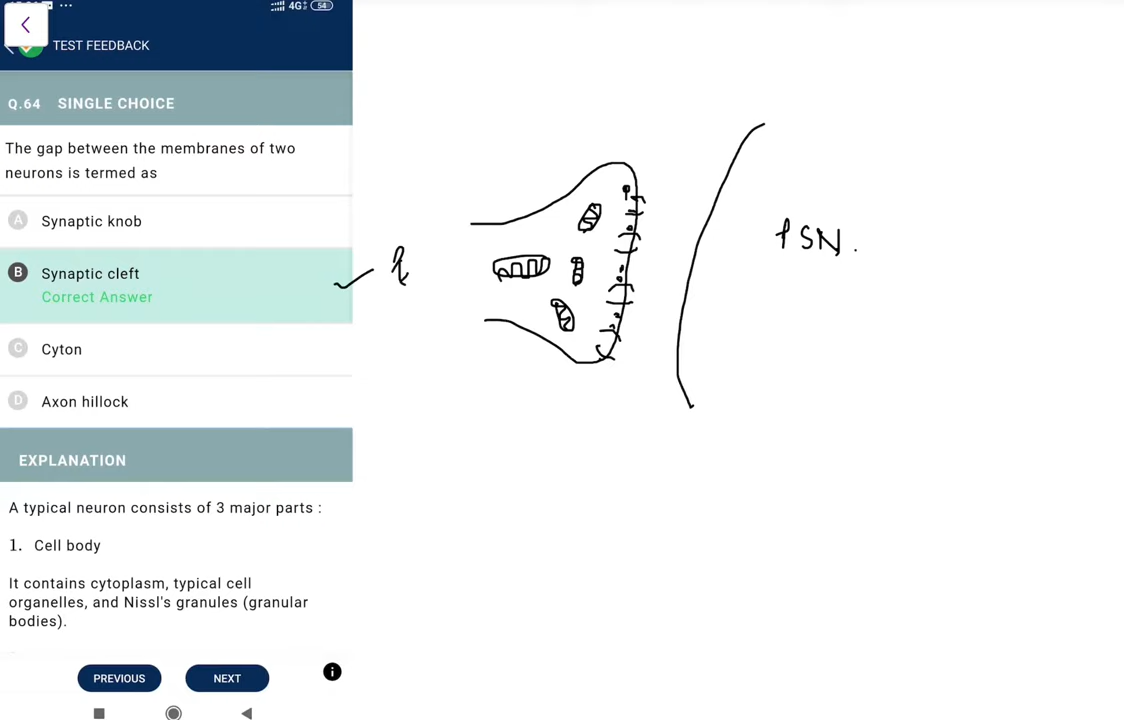 4G 54
TEST FEEDBACK
Q.64 SINGLE CHOICE
The gap between the membranes of two
neurons is termed as
A Synaptic knob
B Synaptic cleft
Correct Answer
C Cyton
D Axon hillock
EXPLANATION
A typical neuron consists of 3 major parts :
1. Cell body
It contains cytoplasm, typical cell
organelles, and Nissl's granules (granular
bodies).
PREVIOUS NEXT
PSN.